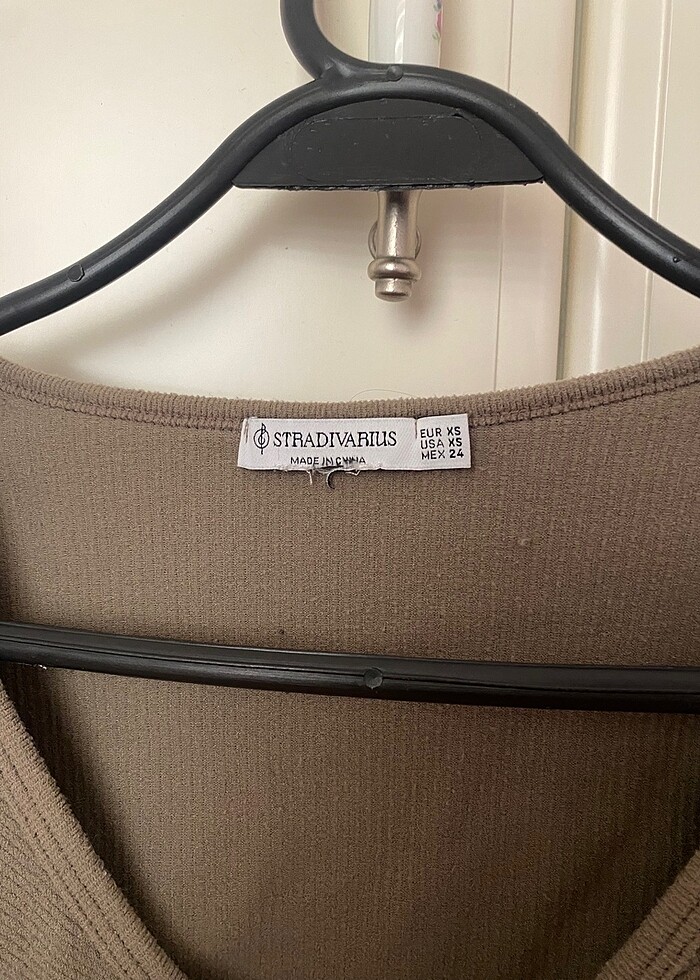 STRADIVARIUS
MADE IN CHINA
EUR XS
USA XS
MEX 24